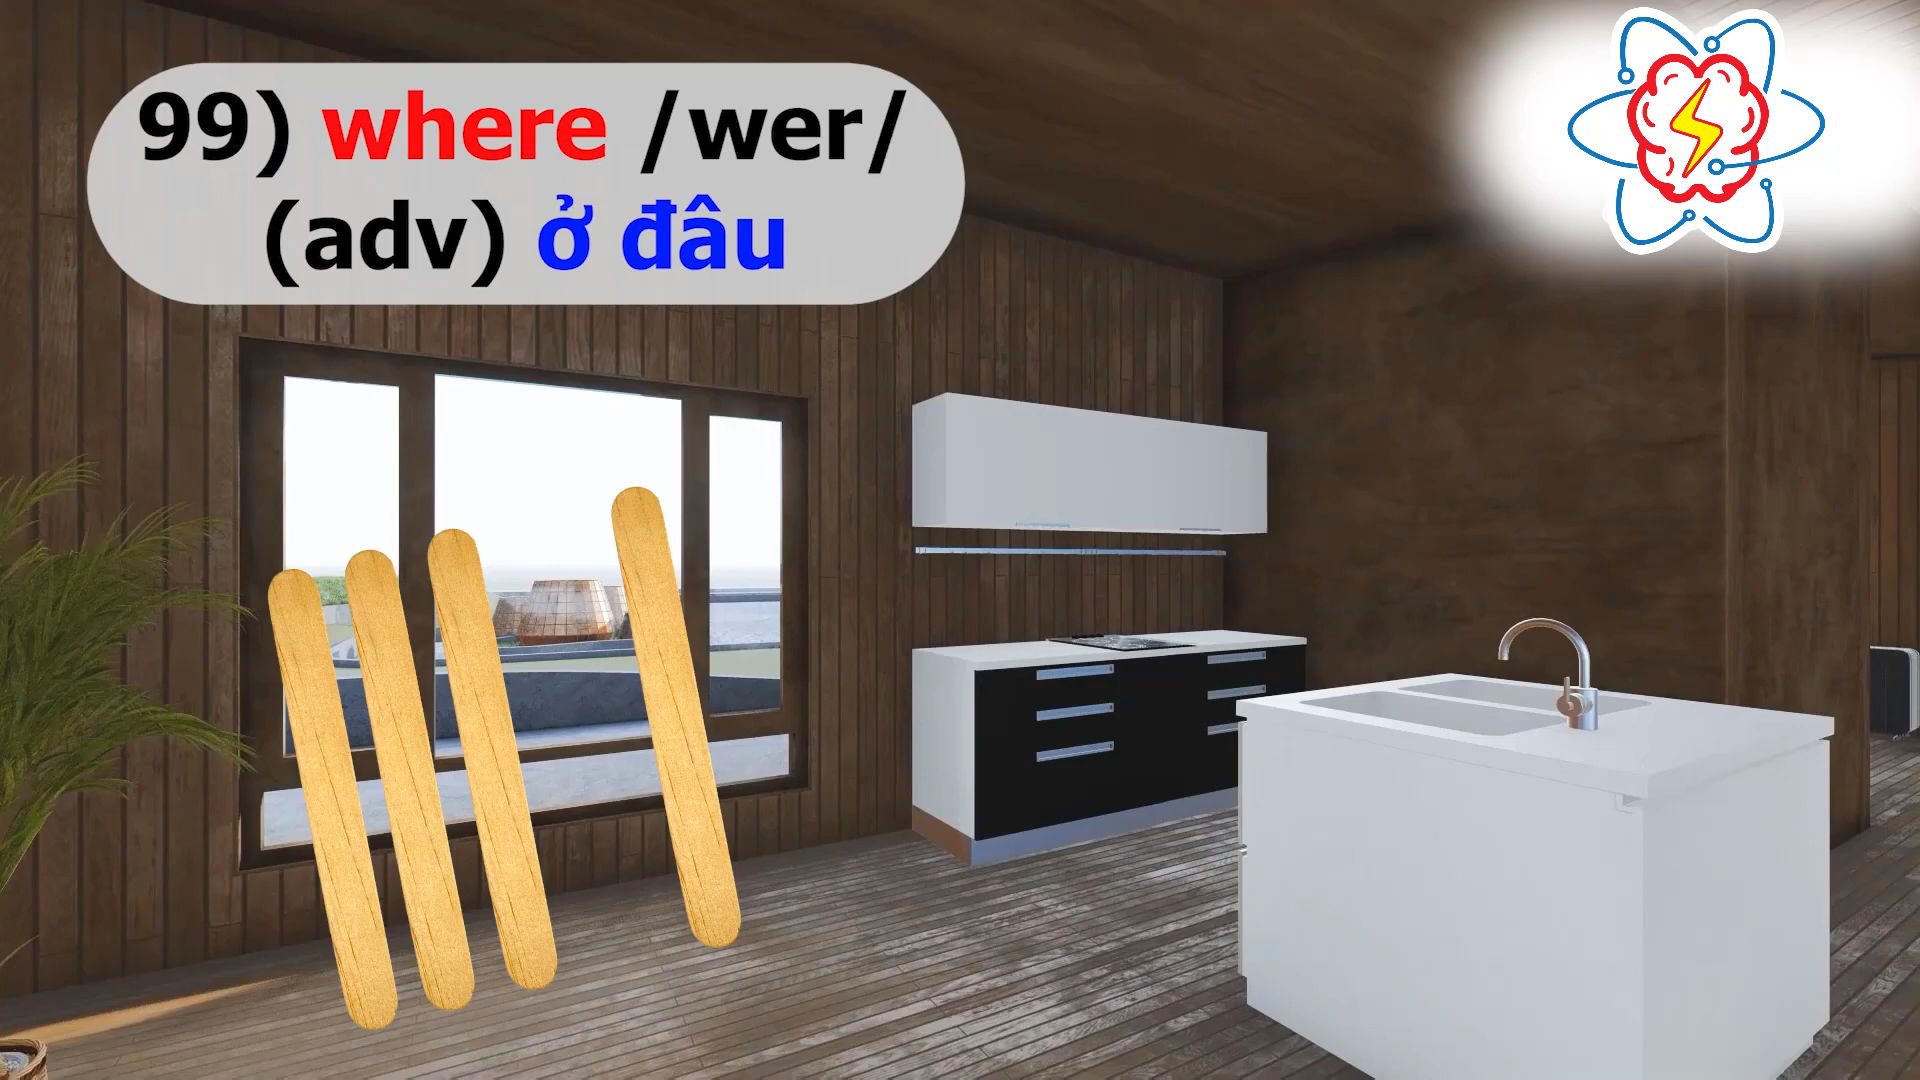 99) where /wer/
(adv) ở đâu